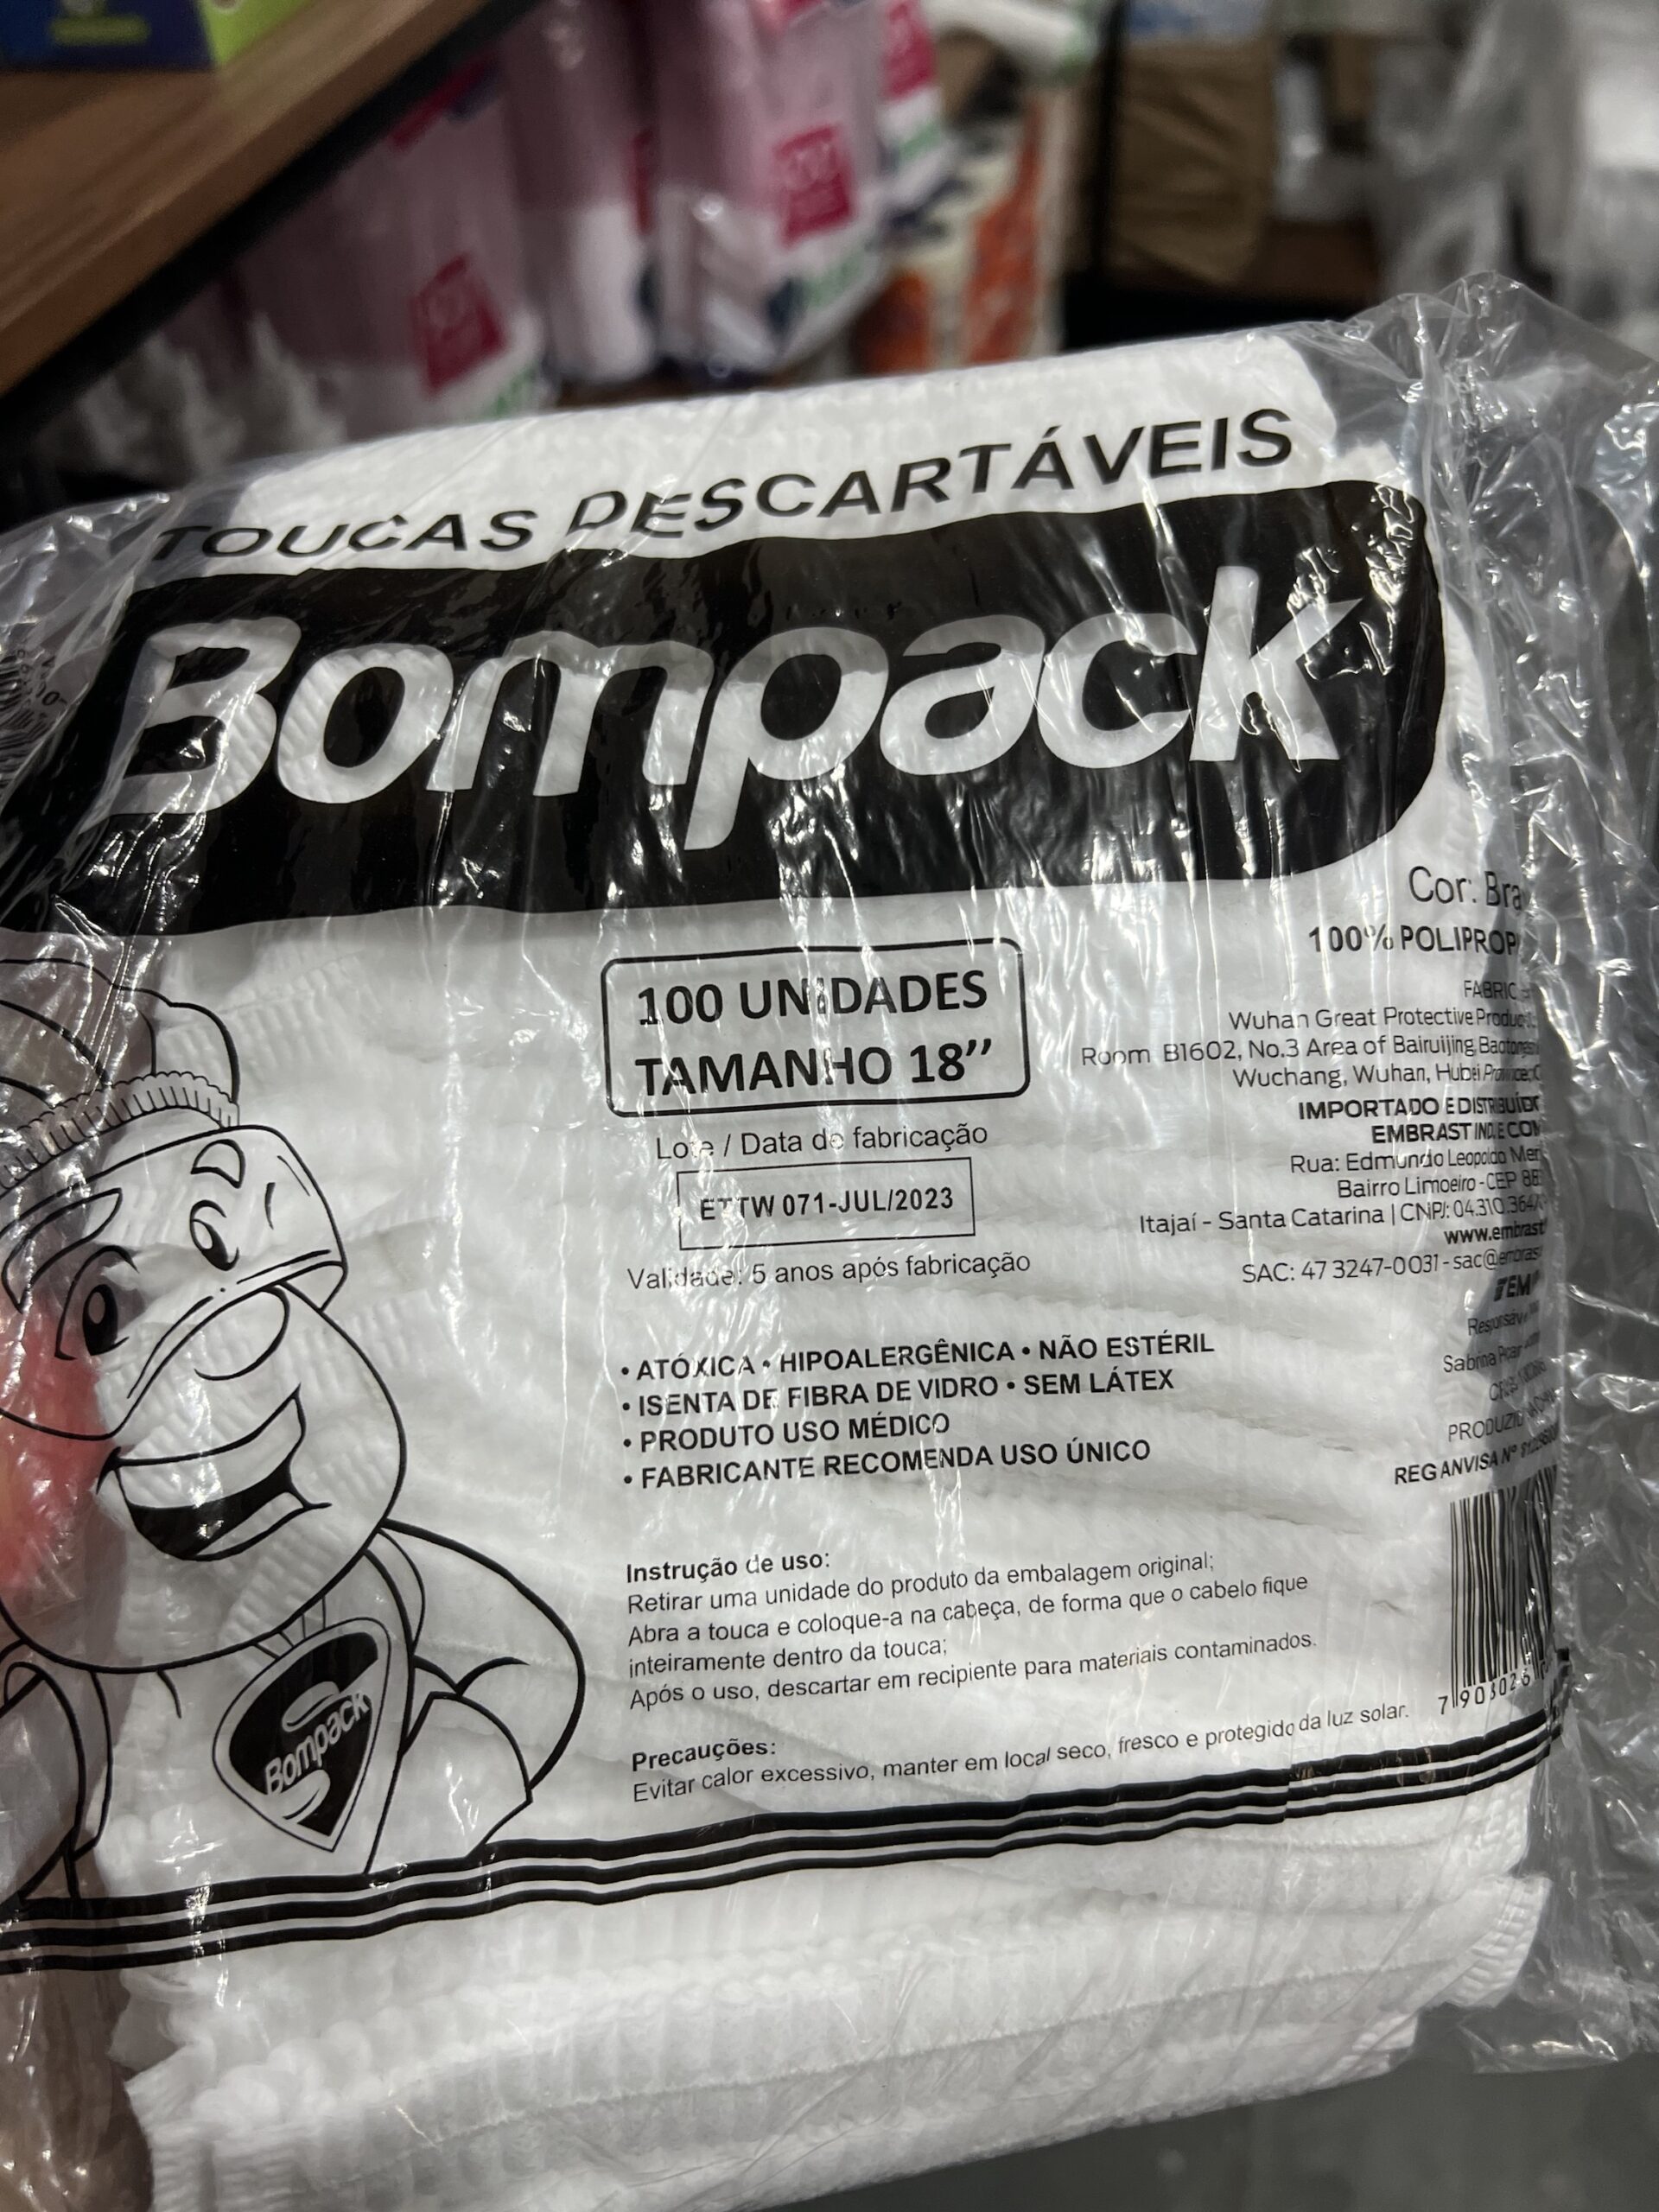 TOUCAS DESCARTÁVEIS
Bompack
Cor:
100%
100 UNIDADES
TAMANHO 18”
Lote / Data de fabricação
ETTW 071-JUL/2023
Validade: 5 anos após fabricação
Wuhan Great Protective
Room B1602, No.3 Area of Bairuijing
Wuchang, Wuhan, Hubei
IMPORTADO E
EMBRAST IND. E
Rua: Edmundo Leopoldo
Bairro Limoeiro - CEP
Itajaí - Santa Catarina | CNPJ:
SAC: 47 3247-0031 -
Sabrina
REG ANVISA Nº
• ATÓXICA • HIPOALERGÊNICA • NÃO ESTÉRIL
• ISENTA DE FIBRA DE VIDRO • SEM LÁTEX
• PRODUTO USO MÉDICO
• FABRICANTE RECOMENDA USO ÚNICO
Instrução de uso:
Retirar uma unidade do produto da embalagem original;
Abra a touca e coloque-a na cabeça, de forma que o cabelo fique
inteiramente dentro da touca;
Após o uso, descartar em recipiente para materiais contaminados.
Precauções:
Evitar calor excessivo, manter em local seco, fresco e protegido da luz solar.
Bompack